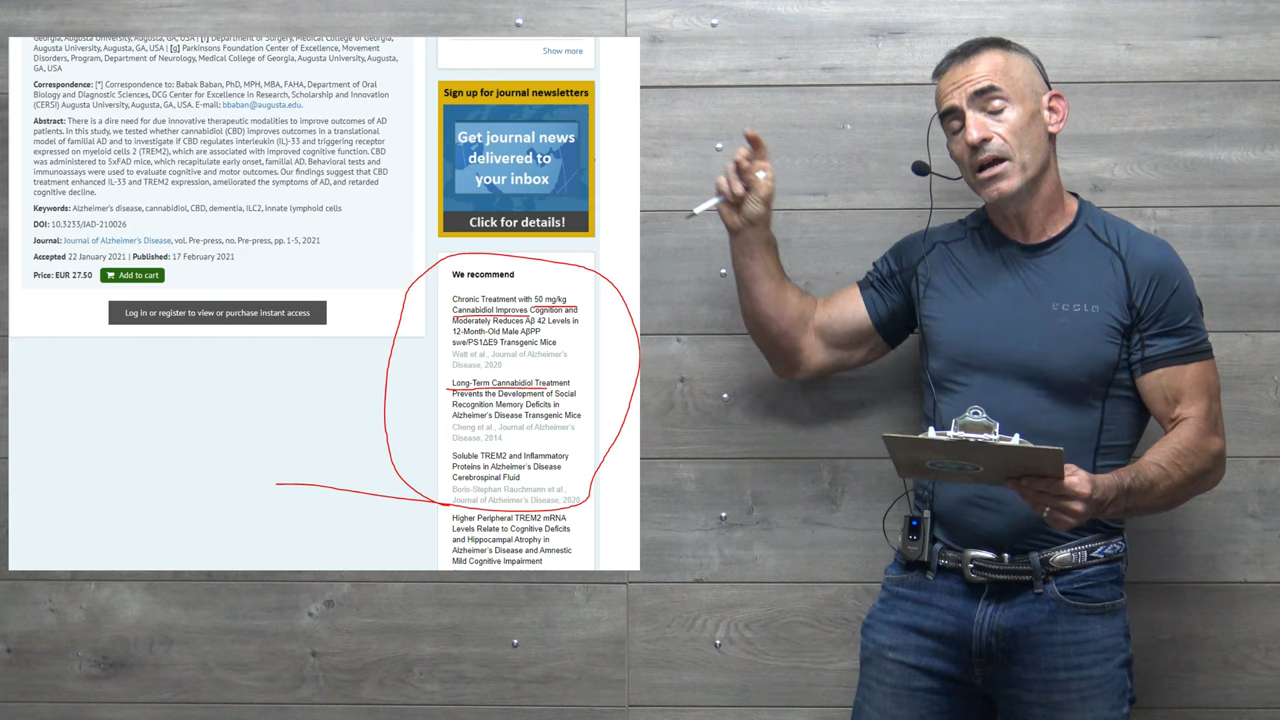 Georgia, Augusta University, Augusta, GA, USA | [f] Department of Surgery, Medical College of Georgia,
Augusta University, Augusta, GA, USA | [g] Parkinsons Foundation Center of Excellence, Movement
Disorders, Program, Department of Neurology, Medical College of Georgia, Augusta University, Augusta,
GA, USA
Correspondence: [*] Correspondence to: Babak Baban, PhD, MPH, MBA, FAHA, Department of Oral
Biology and Diagnostic Sciences, DCG Center for Excellence in Research, Scholarship and Innovation
(CERSI) Augusta University, Augusta, GA, USA. E-mail: bbaban@augusta.edu.
Abstract: There is a dire need for due innovative therapeutic modalities to improve outcomes of AD
patients. In this study, we tested whether cannabidiol (CBD) improves outcomes in a translational
model of familial AD and to investigate if CBD regulates interleukin (IL)-33 and triggering receptor
expressed on myeloid cells 2 (TREM2), which are associated with improved cognitive function. CBD
was administered to 5xFAD mice, which recapitulate early onset, familial AD. Behavioral tests and
immunoassays were used to evaluate cognitive and motor outcomes. Our findings suggest that CBD
treatment enhanced IL-33 and TREM2 expression, ameliorated the symptoms of AD, and retarded
cognitive decline.
Keywords: Alzheimer's disease, cannabidiol, CBD, dementia, ILC2, Innate lymphoid cells
DOI: 10.3233/JAD-210026
Journal: Journal of Alzheimer's Disease, vol. Pre-press, no. Pre-press, pp. 1-5, 2021
Accepted 22 January 2021 | Published: 17 February 2021
Price: EUR 27.50
Add to cart
Log in or register to view or purchase instant access
Show more
Sign up for journal newsletters
Get journal news
delivered to
your inbox
Click for details!
We recommend
Chronic Treatment with 50 mg/kg
Cannabidiol Improves Cognition and
Moderately Reduces Aβ 42 Levels in
12-Month-Old Male AβPP
swe/PS1ΔE9 Transgenic Mice
Watt et al., Journal of Alzheimer's
Disease, 2020
Long-Term Cannabidiol Treatment
Prevents the Development of Social
Recognition Memory Deficits in
Alzheimer's Disease Transgenic Mice
Cheng et al., Journal of Alzheimer's
Disease, 2014
Soluble TREM2 and Inflammatory
Proteins in Alzheimer's Disease
Cerebrospinal Fluid
Boris-Stephan Rauchmann et al.,
Journal of Alzheimer's Disease, 2020
Higher Peripheral TREM2 mRNA
Levels Relate to Cognitive Deficits
and Hippocampal Atrophy in
Alzheimer's Disease and Amnestic
Mild Cognitive Impairment
tesla